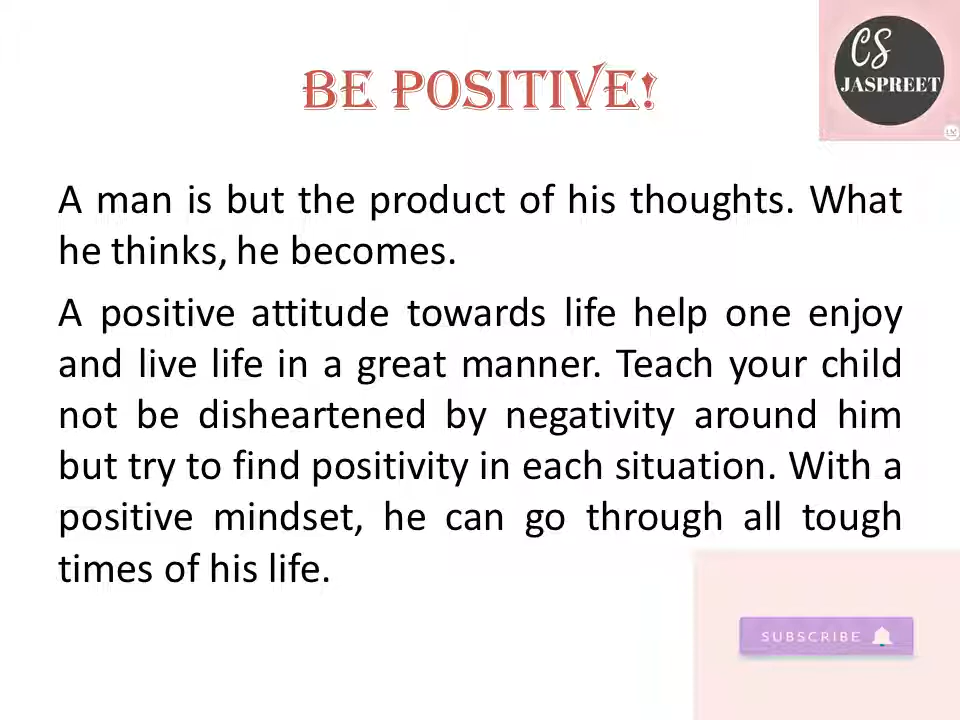 BE POSITIVE!
CS
JASPREET
A man is but the product of his thoughts. What
he thinks, he becomes.
A positive attitude towards life help one enjoy
and live life in a great manner. Teach your child
not be disheartened by negativity around him
but try to find positivity in each situation. With a
positive mindset, he can go through all tough
times of his life.
SUBSCRIBE